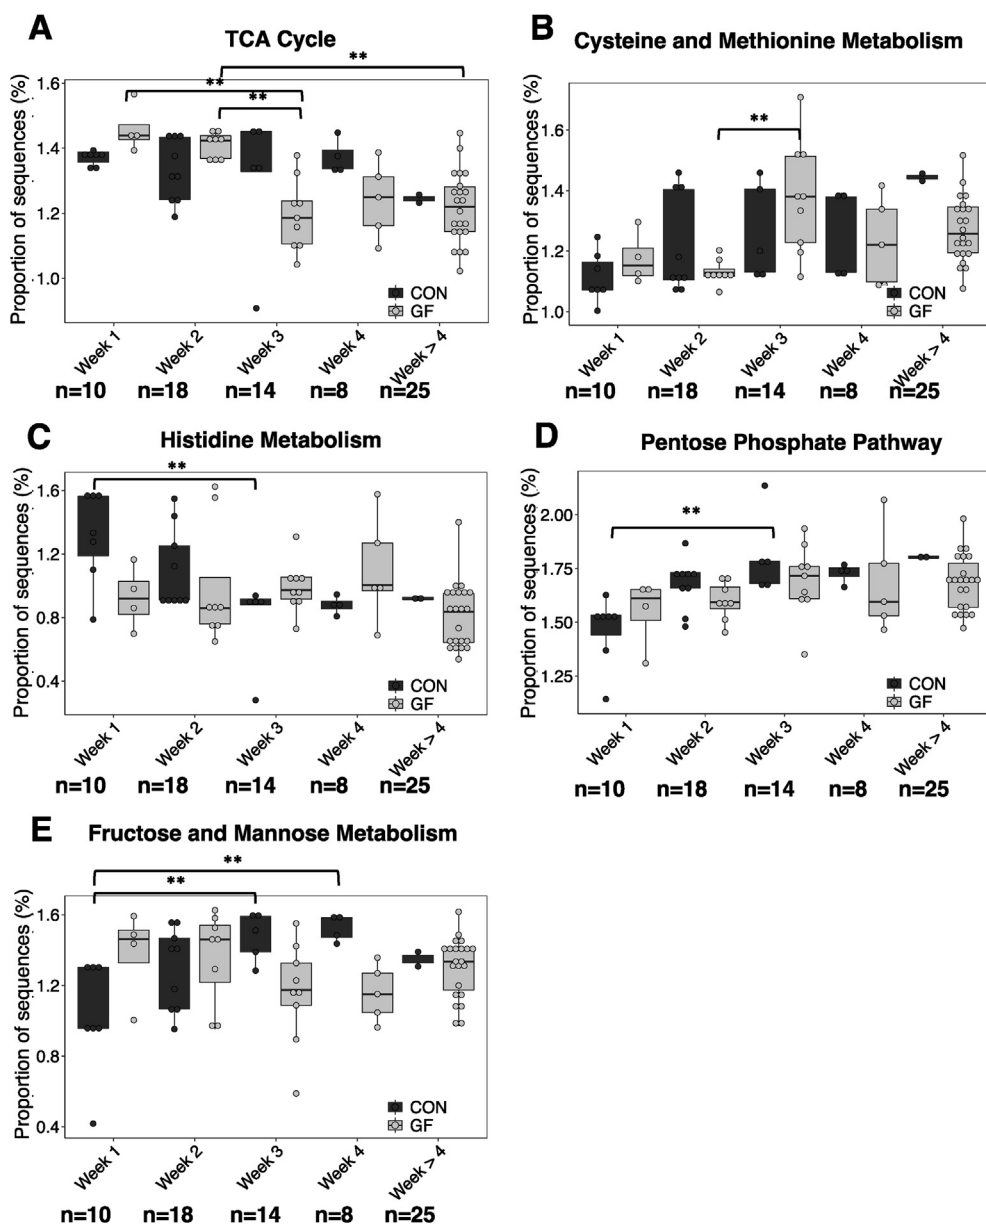 A
TCA Cycle
Proportion of sequences (%)
1.6
1.4
1.2
1.0
**
**
**
CON
GF
Week 1
Week 2
Week 3
Week 4
Week > 4
n=10
n=18
n=14
n=8
n=25
B
Cysteine and Methionine Metabolism
Proportion of sequences (%)
1.6
1.4
1.2
1.0
**
CON
GF
Week 1
Week 2
Week 3
Week 4
Week > 4
n=10
n=18
n=14
n=8
n=25
C
Histidine Metabolism
Proportion of sequences (%)
1.6
1.2
0.8
0.4
**
CON
GF
Week 1
Week 2
Week 3
Week 4
Week > 4
n=10
n=18
n=14
n=8
n=25
D
Pentose Phosphate Pathway
Proportion of sequences (%)
2.00
1.75
1.50
1.25
**
CON
GF
Week 1
Week 2
Week 3
Week 4
Week > 4
n=10
n=18
n=14
n=8
n=25
E
Fructose and Mannose Metabolism
Proportion of sequences (%)
1.6
1.2
0.8
0.4
**
**
CON
GF
Week 1
Week 2
Week 3
Week 4
Week > 4
n=10
n=18
n=14
n=8
n=25